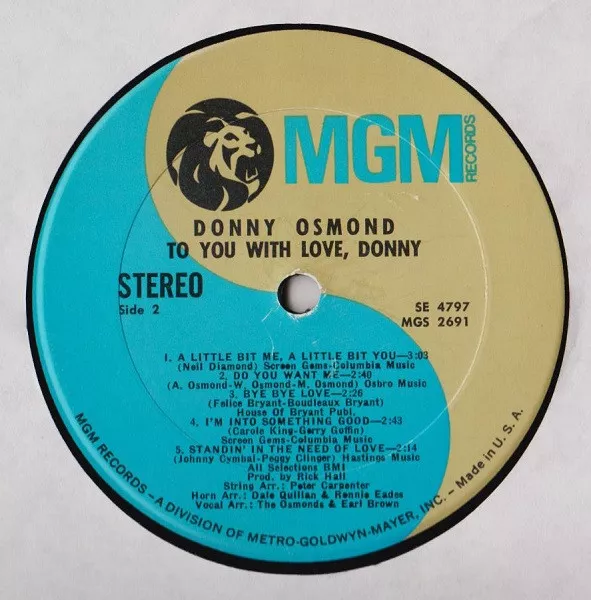 MGM
RECORDS
DONNY OSMOND
TO YOU WITH LOVE, DONNY
STEREO
Side 2
SE 4797
MGS 2691
1. A LITTLE BIT ME, A LITTLE BIT YOU—3:03
(Neil Diamond) Screen Gems-Columbia Music
2. DO YOU WANT ME—2:40
(A. Osmond-W. Osmond-M. Osmond) Osbro Music
3. BYE BYE LOVE—2:26
(Felice Bryant-Boudleaux Bryant)
House Of Bryant Publ.
4. I'M INTO SOMETHING GOOD—2:43
(Carole King-Gerry Goffin)
Screen Gems-Columbia Music
5. STANDIN' IN THE NEED OF LOVE—2:14
(Johnny Cymbal-Peggy Clinger) Hastings Music
All Selections BMI
Prod. by Rick Hall
String Arr.: Peter Carpenter
Horn Arr.: Dale Quillan & Ronnie Eades
Vocal Arr.: The Osmonds & Earl Brown
MGM RECORDS—A DIVISION OF METRO-GOLDWYN-MAYER, INC. – Made in U.S.A.